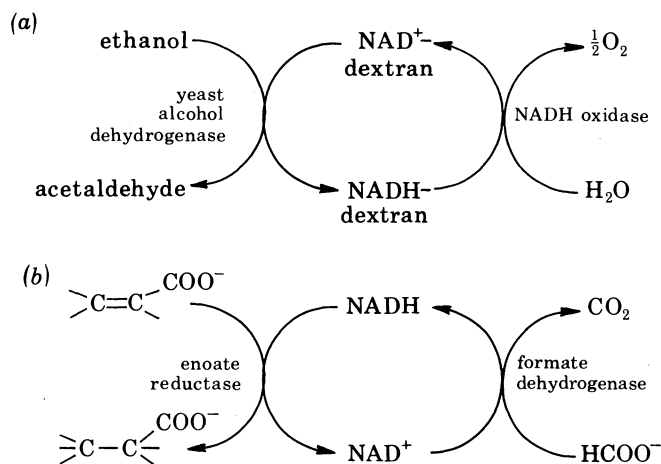 (a)
ethanol
NAD⁺–
dextran
½O₂
yeast
alcohol
dehydrogenase
NADH oxidase
acetaldehyde
NADH–
dextran
H₂O
(b)
C=C
COO⁻
NADH
CO₂
enoate
reductase
formate
dehydrogenase
C–C
COO⁻
NAD⁺
HCOO⁻